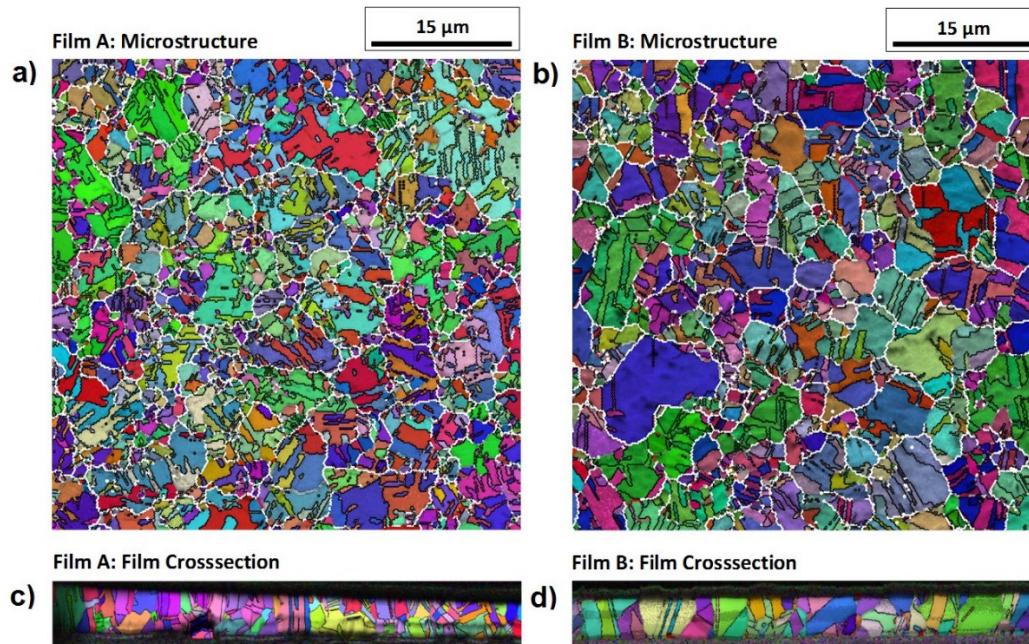 15 µm
15 µm
Film A: Microstructure
Film B: Microstructure
a)
b)
Film A: Film Crosssection
Film B: Film Crosssection
c)
d)